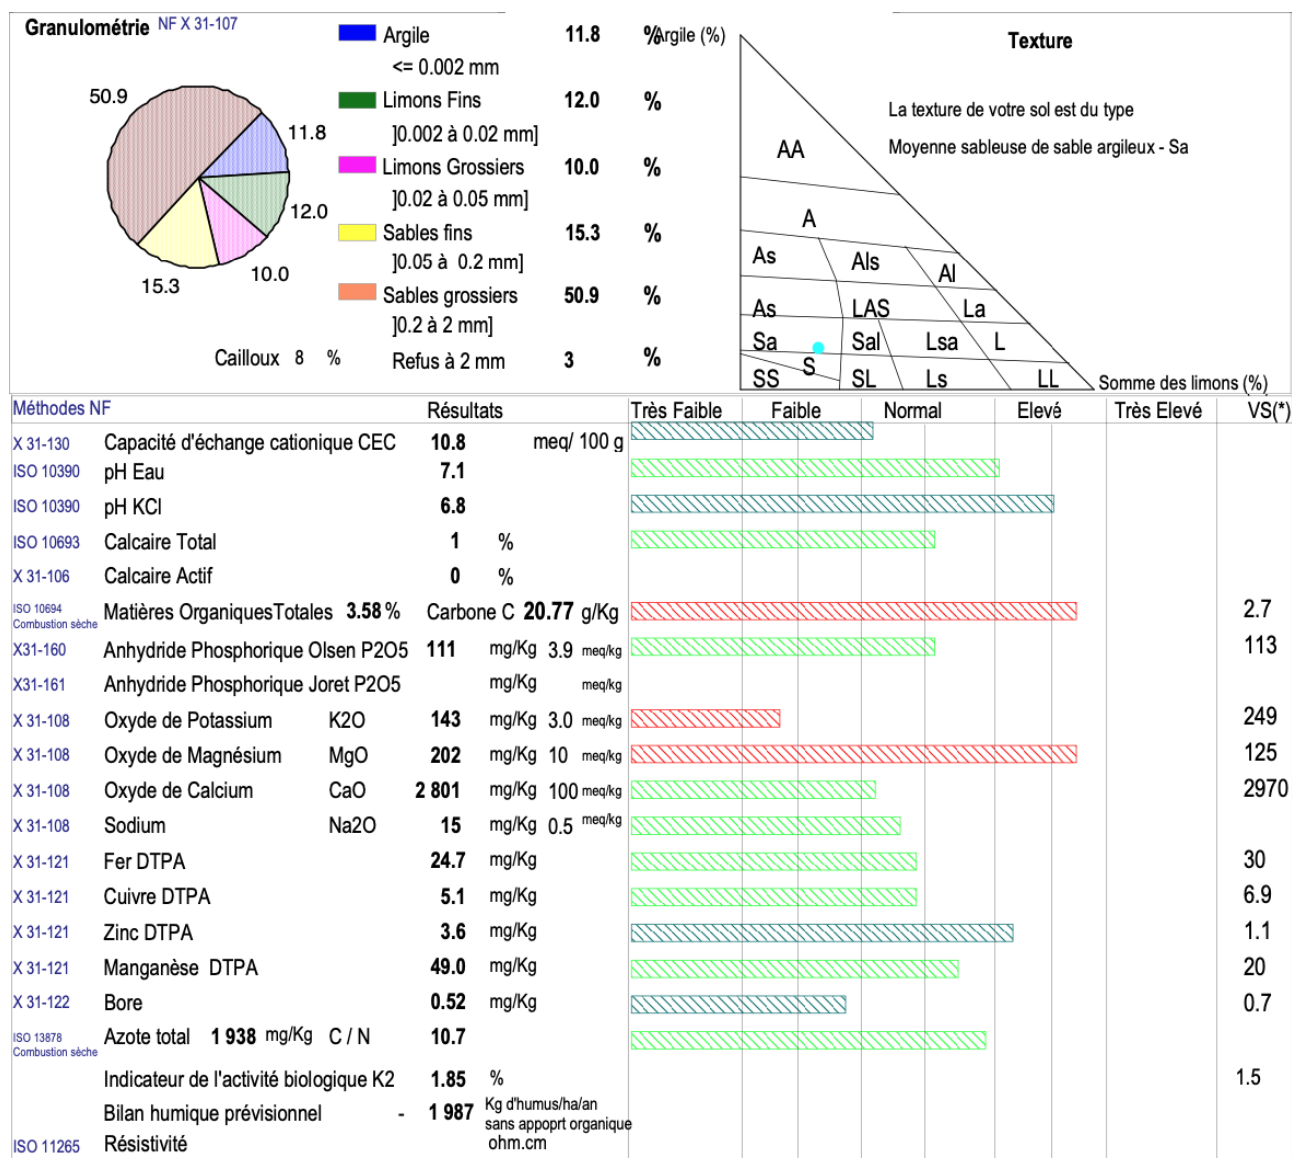 Granulométrie NF X 31-107
Argile 11.8 %
<= 0.002 mm
Limons Fins 12.0 %
]0.002 à 0.02 mm]
Limons Grossiers 10.0 %
]0.02 à 0.05 mm]
Sables fins 15.3 %
]0.05 à 0.2 mm]
Sables grossiers 50.9 %
]0.2 à 2 mm]
Cailloux 8 % Refus à 2 mm 3 %
50.9
11.8
12.0
10.0
15.3
Argile (%)
Texture
La texture de votre sol est du type
Moyenne sableuse de sable argileux - Sa
AA
A
As Als Al
As LAS La
Sa Sal Lsa L
S
SS SL Ls LL
Somme des limons (%)
Méthodes NF Résultats Très Faible Faible Normal Elevé Très Elevé VS(*)
X 31-130 Capacité d'échange cationique CEC 10.8 meq/ 100 g
ISO 10390 pH Eau 7.1
ISO 10390 pH KCl 6.8
ISO 10693 Calcaire Total 1 %
X 31-106 Calcaire Actif 0 %
ISO 10694 Matières OrganiquesTotales 3.58 % Carbone C 20.77 g/Kg 2.7
Combustion sèche
X31-160 Anhydride Phosphorique Olsen P2O5 111 mg/Kg 3.9 meq/kg 113
X31-161 Anhydride Phosphorique Joret P2O5 mg/Kg meq/kg
X 31-108 Oxyde de Potassium K2O 143 mg/Kg 3.0 meq/kg 249
X 31-108 Oxyde de Magnésium MgO 202 mg/Kg 10 meq/kg 125
X 31-108 Oxyde de Calcium CaO 2 801 mg/Kg 100 meq/kg 2970
X 31-108 Sodium Na2O 15 mg/Kg 0.5 meq/kg
X 31-121 Fer DTPA 24.7 mg/Kg 30
X 31-121 Cuivre DTPA 5.1 mg/Kg 6.9
X 31-121 Zinc DTPA 3.6 mg/Kg 1.1
X 31-121 Manganèse DTPA 49.0 mg/Kg 20
X 31-122 Bore 0.52 mg/Kg 0.7
ISO 13878 Azote total 1 938 mg/Kg C / N 10.7
Combustion sèche
Indicateur de l'activité biologique K2 1.85 % 1.5
Bilan humique prévisionnel - 1 987 Kg d'humus/ha/an
sans appoprt organique
ISO 11265 Résistivité ohm.cm